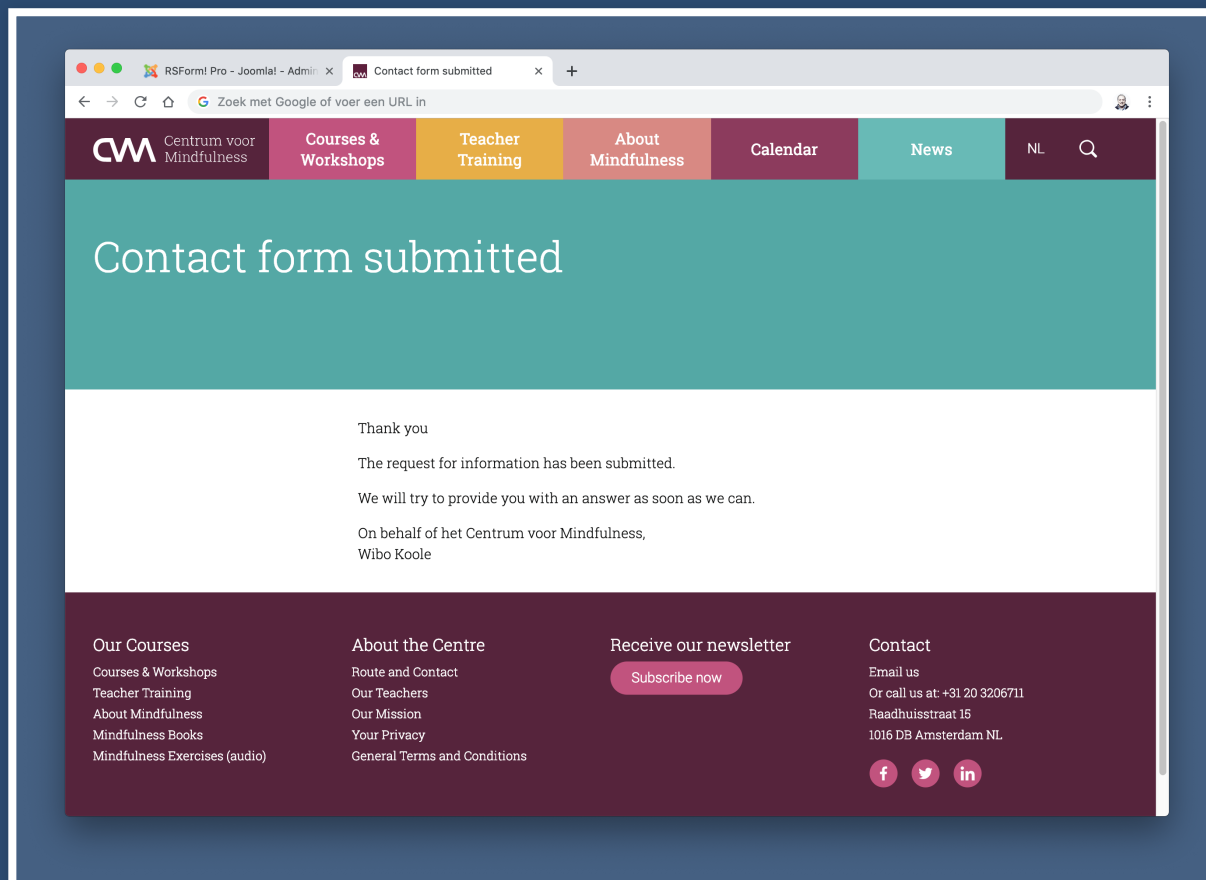 RSForm! Pro - Joomla! - Admin
Contact form submitted
Zoek met Google of voer een URL in
CVM Centrum voor Mindfulness
Courses & Workshops
Teacher Training
About Mindfulness
Calendar
News
NL
Contact form submitted
Thank you
The request for information has been submitted.
We will try to provide you with an answer as soon as we can.
On behalf of het Centrum voor Mindfulness,
Wibo Koole
Our Courses
Courses & Workshops
Teacher Training
About Mindfulness
Mindfulness Books
Mindfulness Exercises (audio)
About the Centre
Route and Contact
Our Teachers
Our Mission
Your Privacy
General Terms and Conditions
Receive our newsletter
Subscribe now
Contact
Email us
Or call us at: +31 20 3206711
Raadhuisstraat 15
1016 DB Amsterdam NL